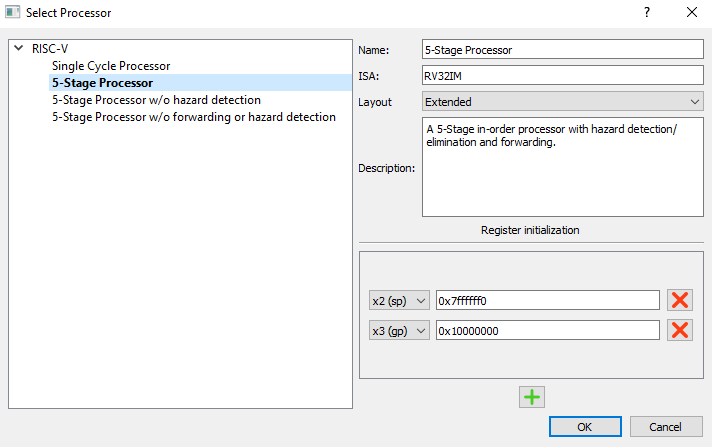 Select Processor
RISC-V
Single Cycle Processor
5-Stage Processor
5-Stage Processor w/o hazard detection
5-Stage Processor w/o forwarding or hazard detection
Name: 5-Stage Processor
ISA: RV32IM
Layout Extended
Description: A 5-Stage in-order processor with hazard detection/
elimination and forwarding.
Register initialization
x2 (sp) 0x7ffffff0
x3 (gp) 0x10000000
OK Cancel